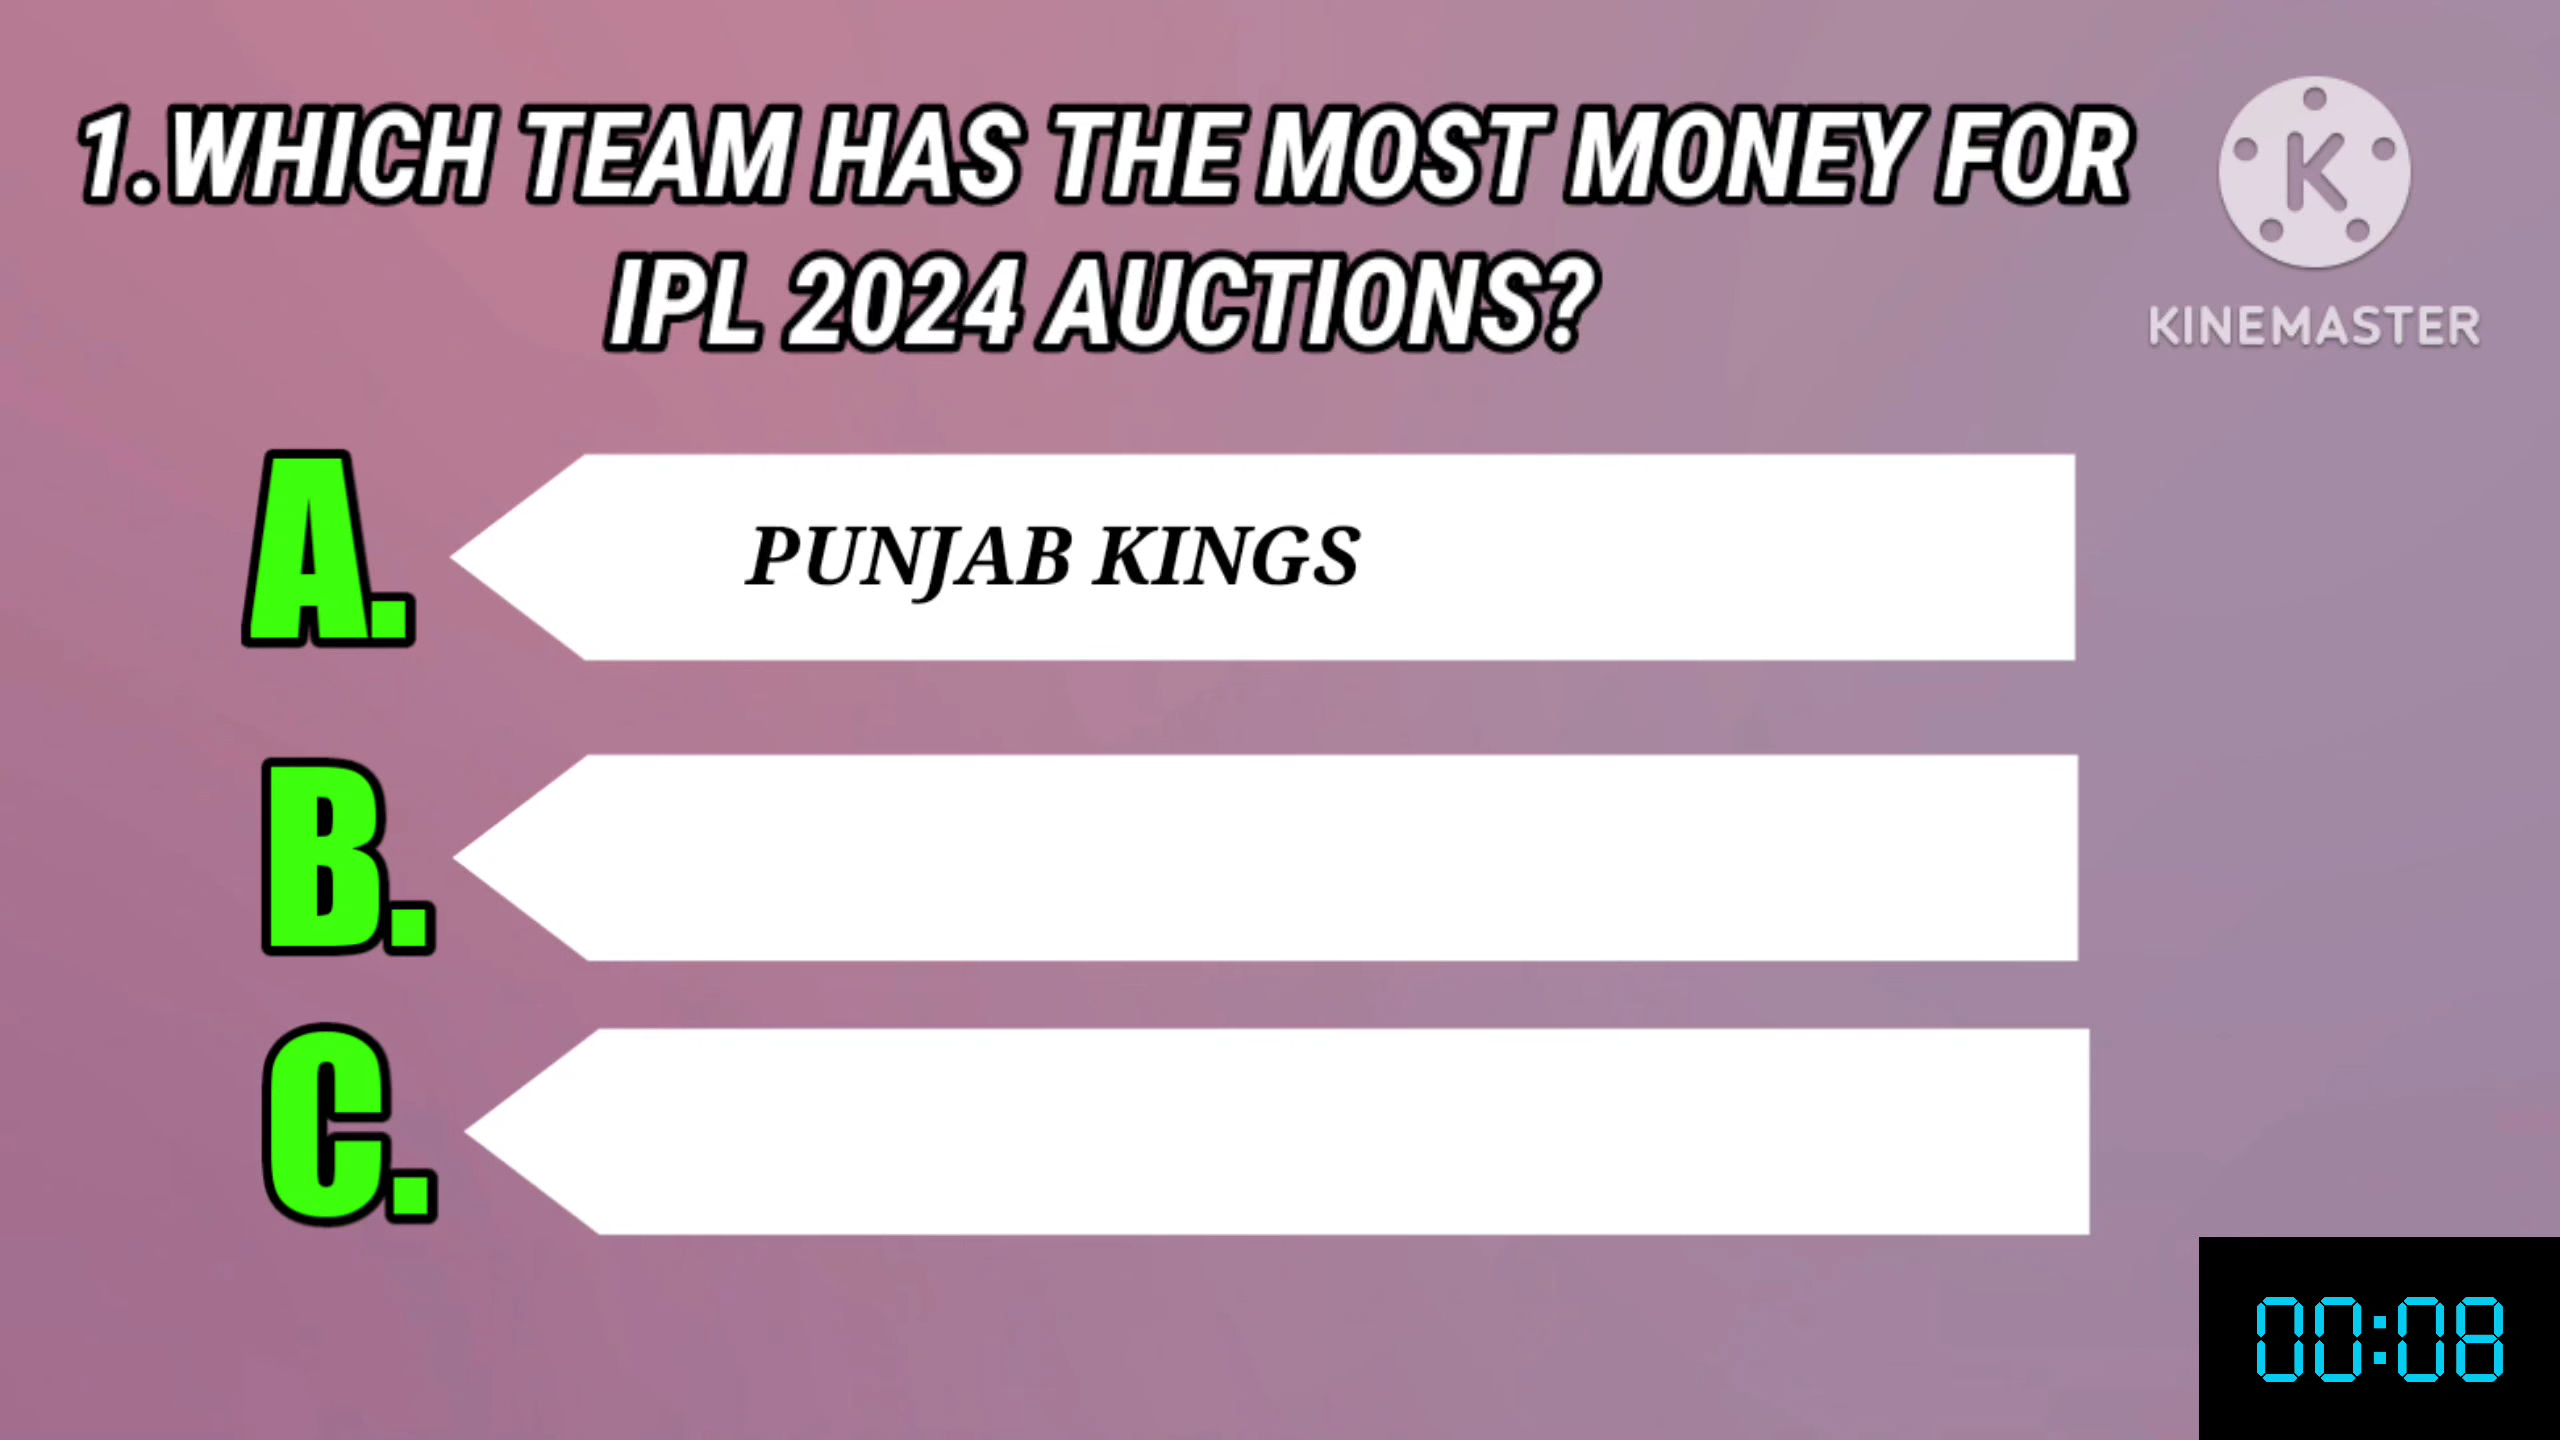 1.WHICH TEAM HAS THE MOST MONEY FOR
IPL 2024 AUCTIONS?
K
KINEMASTER
A.
PUNJAB KINGS
B.
C.
00:08